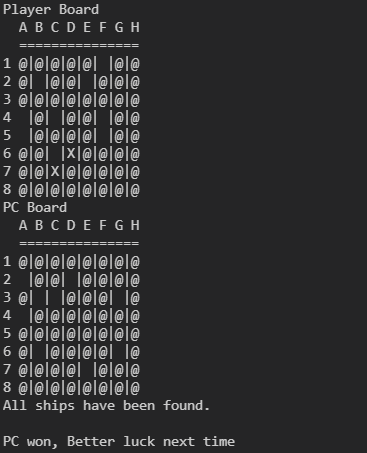 Player Board
  A B C D E F G H
  ===============
1 @|@|@|@|@| |@|@
2 @| |@|@| |@|@|@
3 @|@|@|@|@|@|@|@
4  |@| |@|@| |@|@
5  |@|@|@|@| |@|@
6 @|@| |X|@|@|@|@
7 @|@|X|@|@|@|@|@
8 @|@|@|@|@|@|@|@
PC Board
  A B C D E F G H
  ===============
1 @|@|@|@|@|@|@|@
2  |@|@| |@|@|@|@
3 @| | |@|@|@| |@
4  |@|@|@|@|@|@|@
5 @|@|@|@|@|@|@|@
6 @| |@|@|@|@| |@
7 @|@|@|@| |@|@|@
8 @|@|@|@|@|@|@|@
All ships have been found.

PC won, Better luck next time